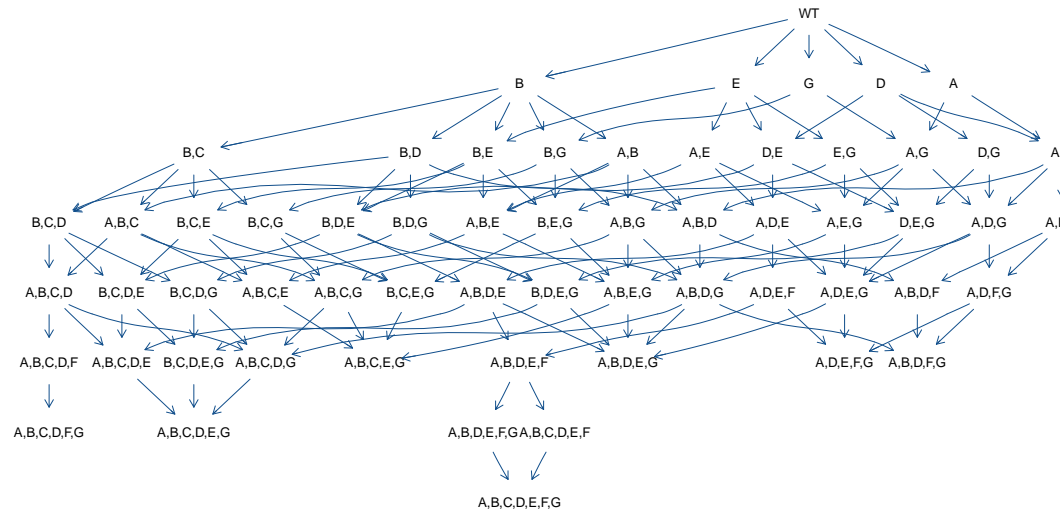 WT
B E G D A
B,C B,D B,E B,G A,B A,E D,E E,G A,G D,G A,
B,C,D A,B,C B,C,E B,C,G B,D,E B,D,G A,B,E B,E,G A,B,G A,B,D A,D,E A,E,G D,E,G A,D,G A,
A,B,C,D B,C,D,E B,C,D,G A,B,C,E A,B,C,G B,C,E,G A,B,D,E B,D,E,G A,B,E,G A,B,D,G A,D,E,F A,D,E,G A,B,D,F A,D,F,G
A,B,C,D,F A,B,C,D,E B,C,D,E,G A,B,C,D,G A,B,C,E,G A,B,D,E,F A,B,D,E,G A,D,E,F,G A,B,D,F,G
A,B,C,D,F,G A,B,C,D,E,G A,B,D,E,F,G A,B,C,D,E,F
A,B,C,D,E,F,G